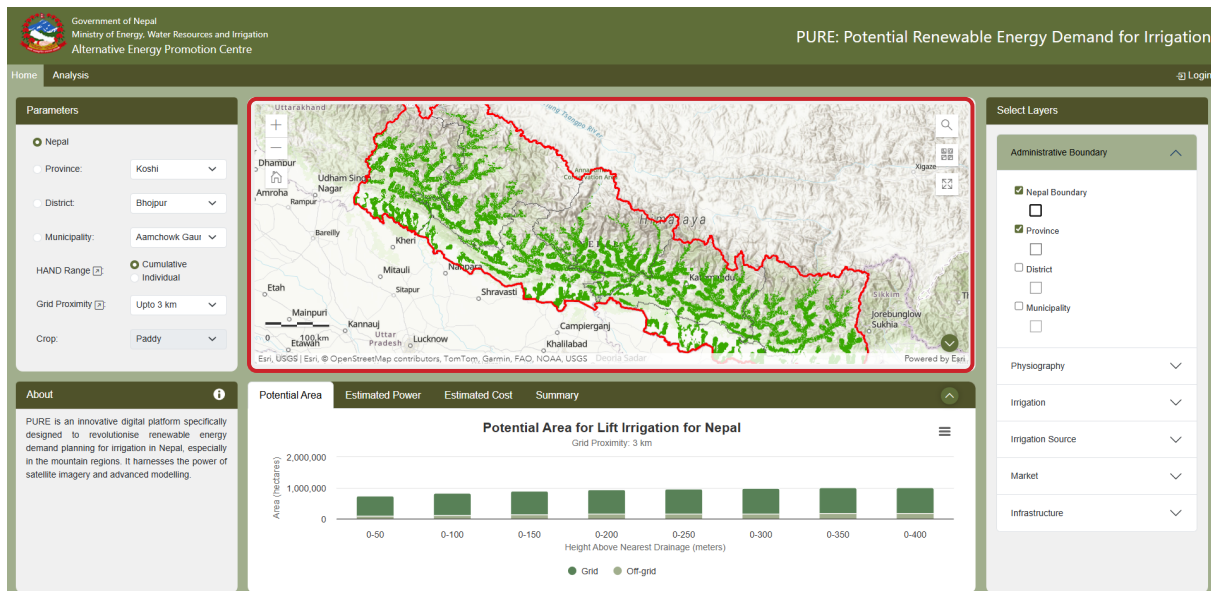 Government of Nepal
Ministry of Energy, Water Resources and Irrigation
Alternative Energy Promotion Centre
PURE: Potential Renewable Energy Demand for Irrigation
Home Analysis
Login
Parameters
Nepal
Province: Koshi
District: Bhojpur
Municipality: Aamchowk Gaur
HAND Range
Cumulative
Individual
Grid Proximity : Upto 3 km
Crop: Paddy
Uttarakhand
Tsangpo River
Dhampur
Udham Singh
Nagar
Amroha
Rampur
Bareilly
Kheri
Mitauli
Nanpara
Etah
Sitapur
Shravasti
Mainpuri
Kannauj
Uttar
Pradesh
Lucknow
Etawah
Campierganj
Khalilabad
Deoria Sadar
Himalaya
Xigaze
Sikkim
Jorebunglow
Sukhia
0 100 km
Esri, USGS | Esri, © OpenStreetMap contributors, TomTom, Garmin, FAO, NOAA, USGS
Powered by Esri
Select Layers
Administrative Boundary
Nepal Boundary
Province
District
Municipality
Physiography
Irrigation
Irrigation Source
Market
Infrastructure
About
PURE is an innovative digital platform specifically
designed to revolutionise renewable energy
demand planning for irrigation in Nepal, especially
in the mountain regions. It harnesses the power of
satellite imagery and advanced modelling.
Potential Area Estimated Power Estimated Cost Summary
Potential Area for Lift Irrigation for Nepal
Grid Proximity: 3 km
Area (hectares)
2,000,000
1,000,000
0
0-50 0-100 0-150 0-200 0-250 0-300 0-350 0-400
Height Above Nearest Drainage (meters)
Grid Off-grid